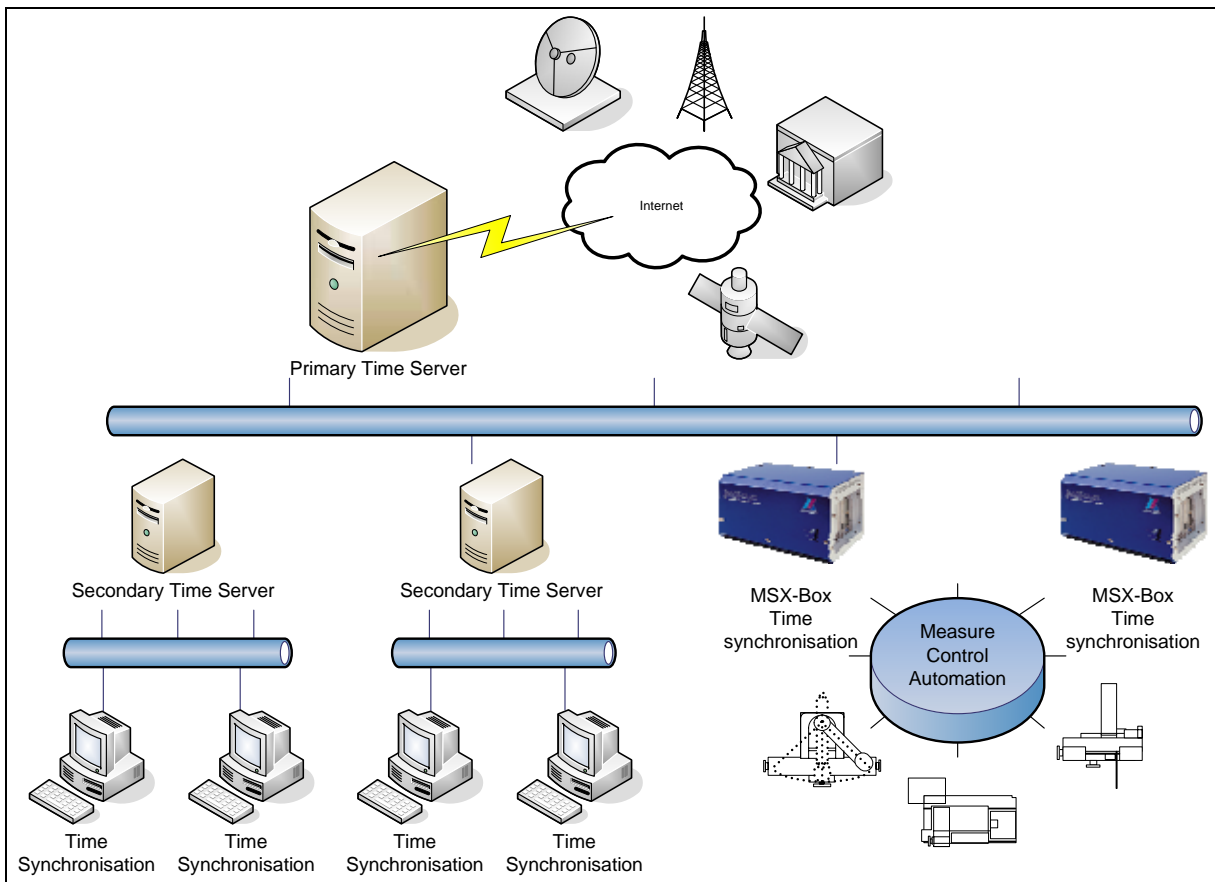 Internet
Primary Time Server
Secondary Time Server
Secondary Time Server
MSX-Box
Time
synchronisation
MSX-Box
Time
synchronisation
Measure
Control
Automation
Time
Synchronisation
Time
Synchronisation
Time
Synchronisation
Time
Synchronisation